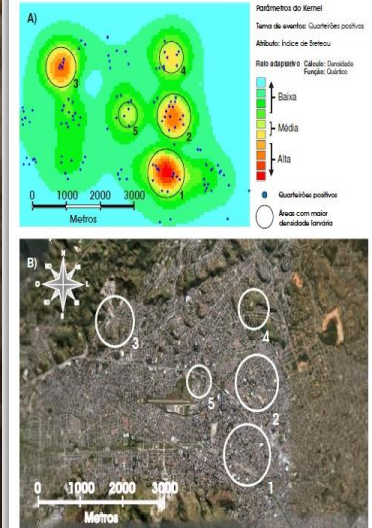 A)
3
4
5
2
1
0 1000 2000 3000
Metros
Parâmetros do Kernel
Tema de eventos: Quarteirões positivos
Atributo: Índice de Breteau
Raio adaptativo Cálculo: Densidade
Função: Quártico
Baixa
Média
Alta
Quarteirões positivos
Áreas com maior
densidade larvária
B)
N
O
L
S
3
4
5
2
1
0 1000 2000 3000
Metros